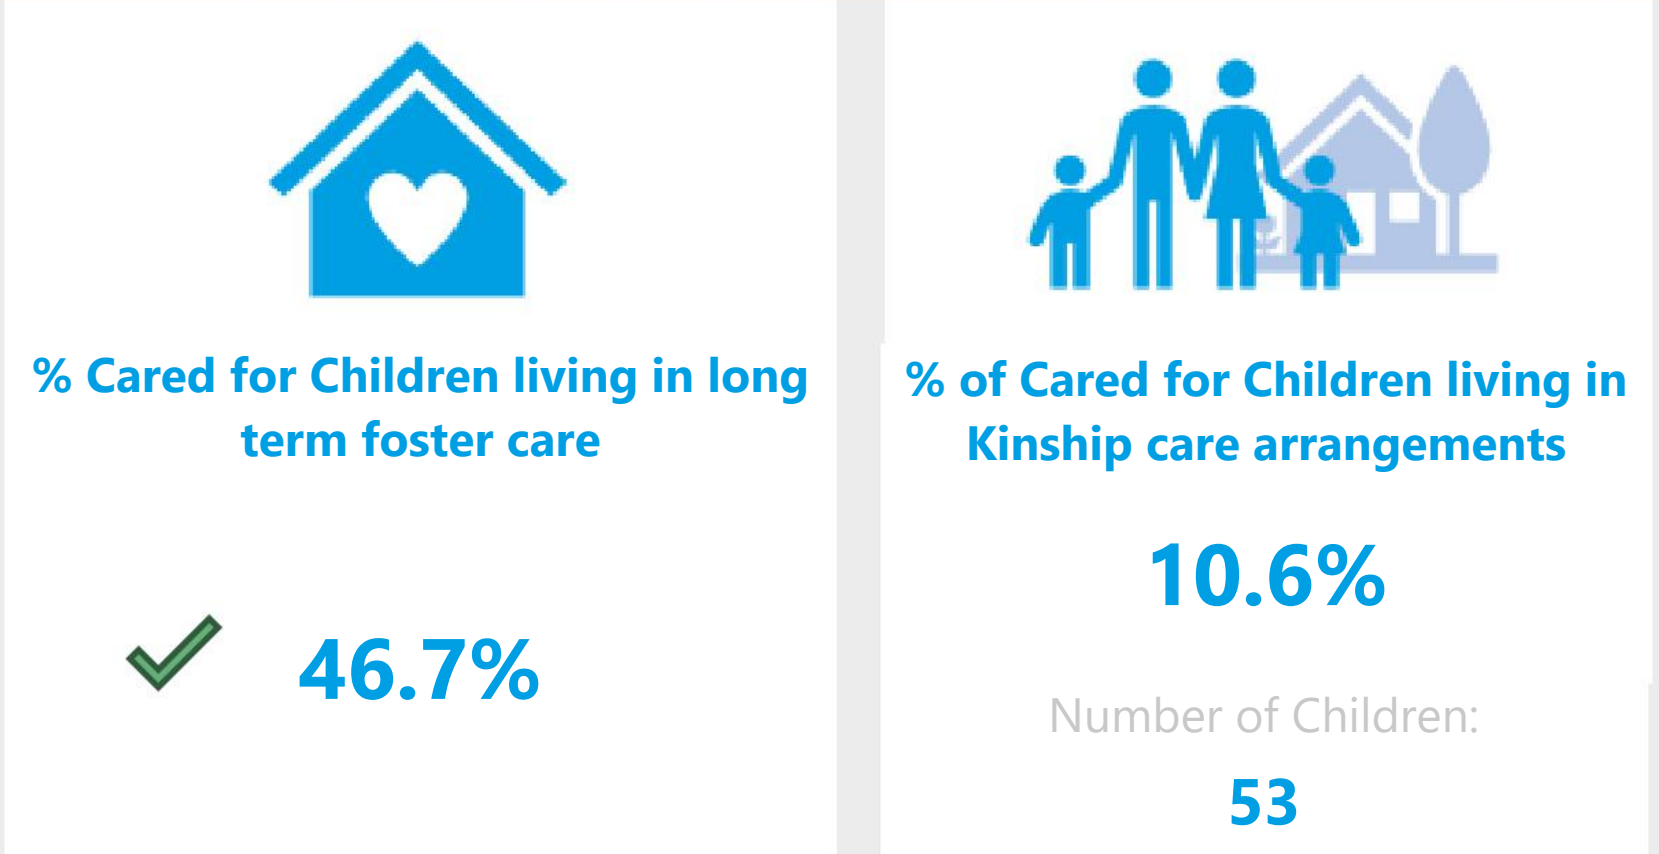 % Cared for Children living in long
term foster care
46.7%
% of Cared for Children living in
Kinship care arrangements
10.6%
Number of Children:
53